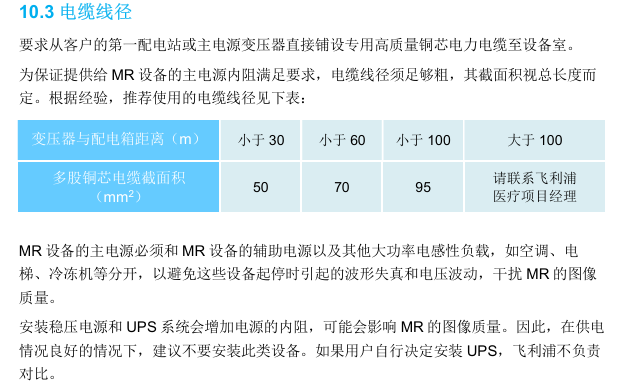 10.3 电缆线径
要求从客户的第一配电站或主电源变压器直接铺设专用高质量铜芯电力电缆至设备室。
为保证提供给 MR 设备的主电源内阻满足要求，电缆线径须足够粗，其截面积视总长度而
定。根据经验，推荐使用的电缆线径见下表：
变压器与配电箱距离（m） 小于 30 小于 60 小于 100 大于 100
多股铜芯电缆截面积
（mm²） 50 70 95 请联系飞利浦
医疗项目经理
MR 设备的主电源必须和 MR 设备的辅助电源以及其他大功率电感性负载，如空调、电
梯、冷冻机等分开，以避免这些设备起停时引起的波形失真和电压波动，干扰 MR 的图像
质量。
安装稳压电源和 UPS 系统会增加电源的内阻，可能会影响 MR 的图像质量。因此，在供电
情况良好的情况下，建议不要安装此类设备。如果用户自行决定安装 UPS，飞利浦不负责
对比。